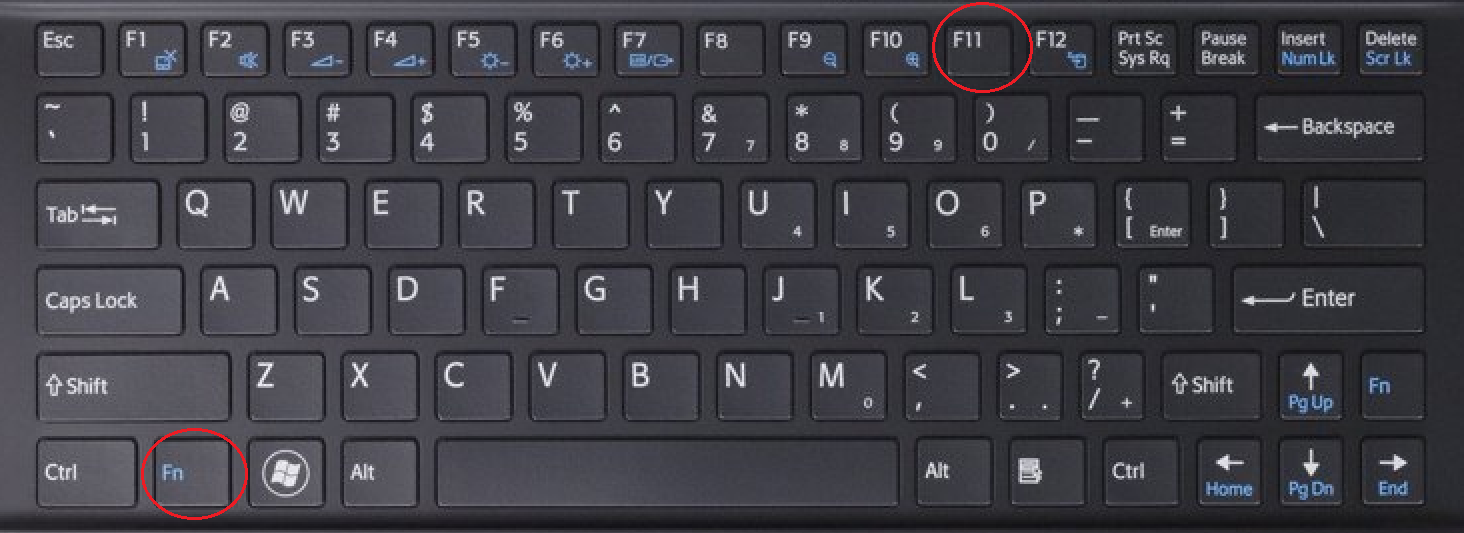 Esc F1 F2 F3 F4 F5 F6 F7 F8 F9 F10 F11 F12 Prt Sc Pause Insert Delete
Sys Rq Break Num Lk Scr Lk
~ ! @ # $ % ^ & * ( ) — +
` 1 2 3 4 5 6 7 7 8 8 9 9 0 / - = Backspace
Tab Q W E R T Y U 4 I 5 O 6 P * { [ Enter } ] | \
Caps Lock A S D F G H J 1 K 2 L 3 : ; - " ' Enter
Shift Z X C V B N M 0 < , > . . ? / + Shift Pg Up Fn
Ctrl Fn Alt Alt Ctrl Home Pg Dn End